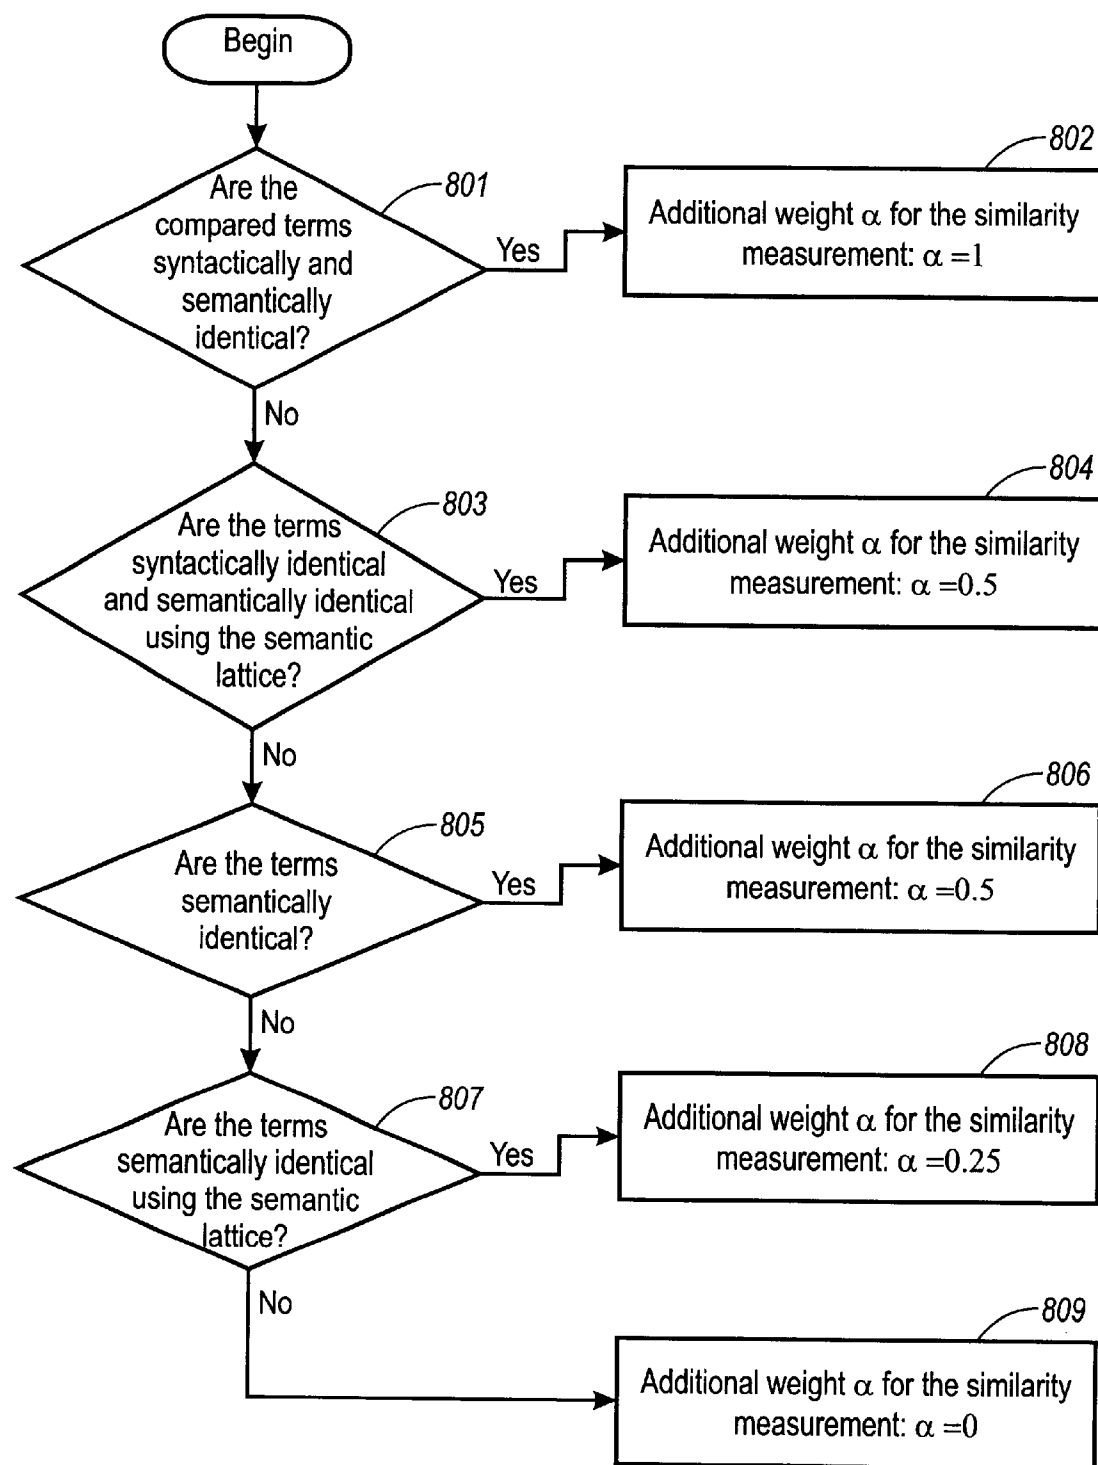 Begin
801
Are the
compared terms
syntactically and
semantically
identical?
Yes
802
Additional weight α for the similarity
measurement: α =1
No
803
Are the terms
syntactically identical
and semantically identical
using the semantic
lattice?
Yes
804
Additional weight α for the similarity
measurement: α =0.5
No
805
Are the terms
semantically
identical?
Yes
806
Additional weight α for the similarity
measurement: α =0.5
No
807
Are the terms
semantically identical
using the semantic
lattice?
Yes
808
Additional weight α for the similarity
measurement: α =0.25
No
809
Additional weight α for the similarity
measurement: α =0